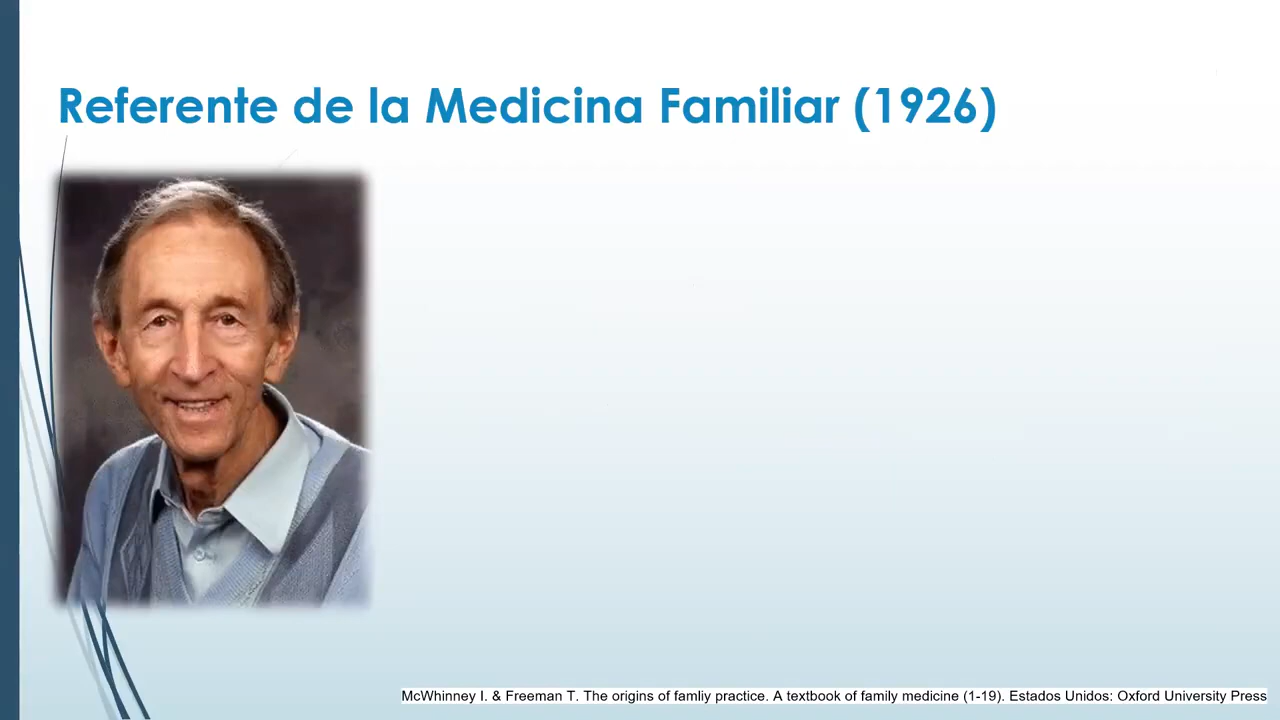 Referente de la Medicina Familiar (1926)
McWhinney I. & Freeman T. The origins of famliy practice. A textbook of family medicine (1-19). Estados Unidos: Oxford University Press